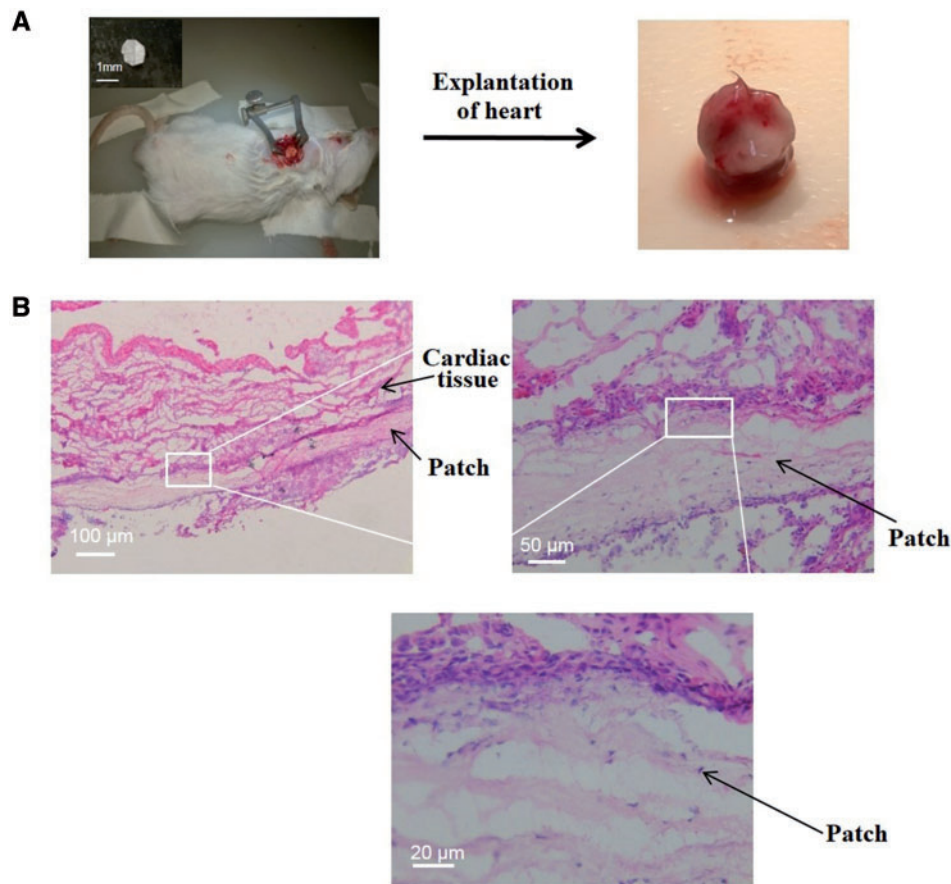 A
1mm
Explantation
of heart
B
Cardiac
tissue
Patch
100 μm
Patch
50 μm
Patch
20 μm